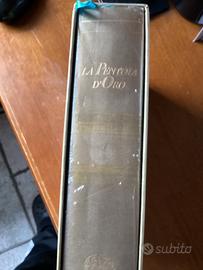 LA PENTOLA
D'ORO
subito